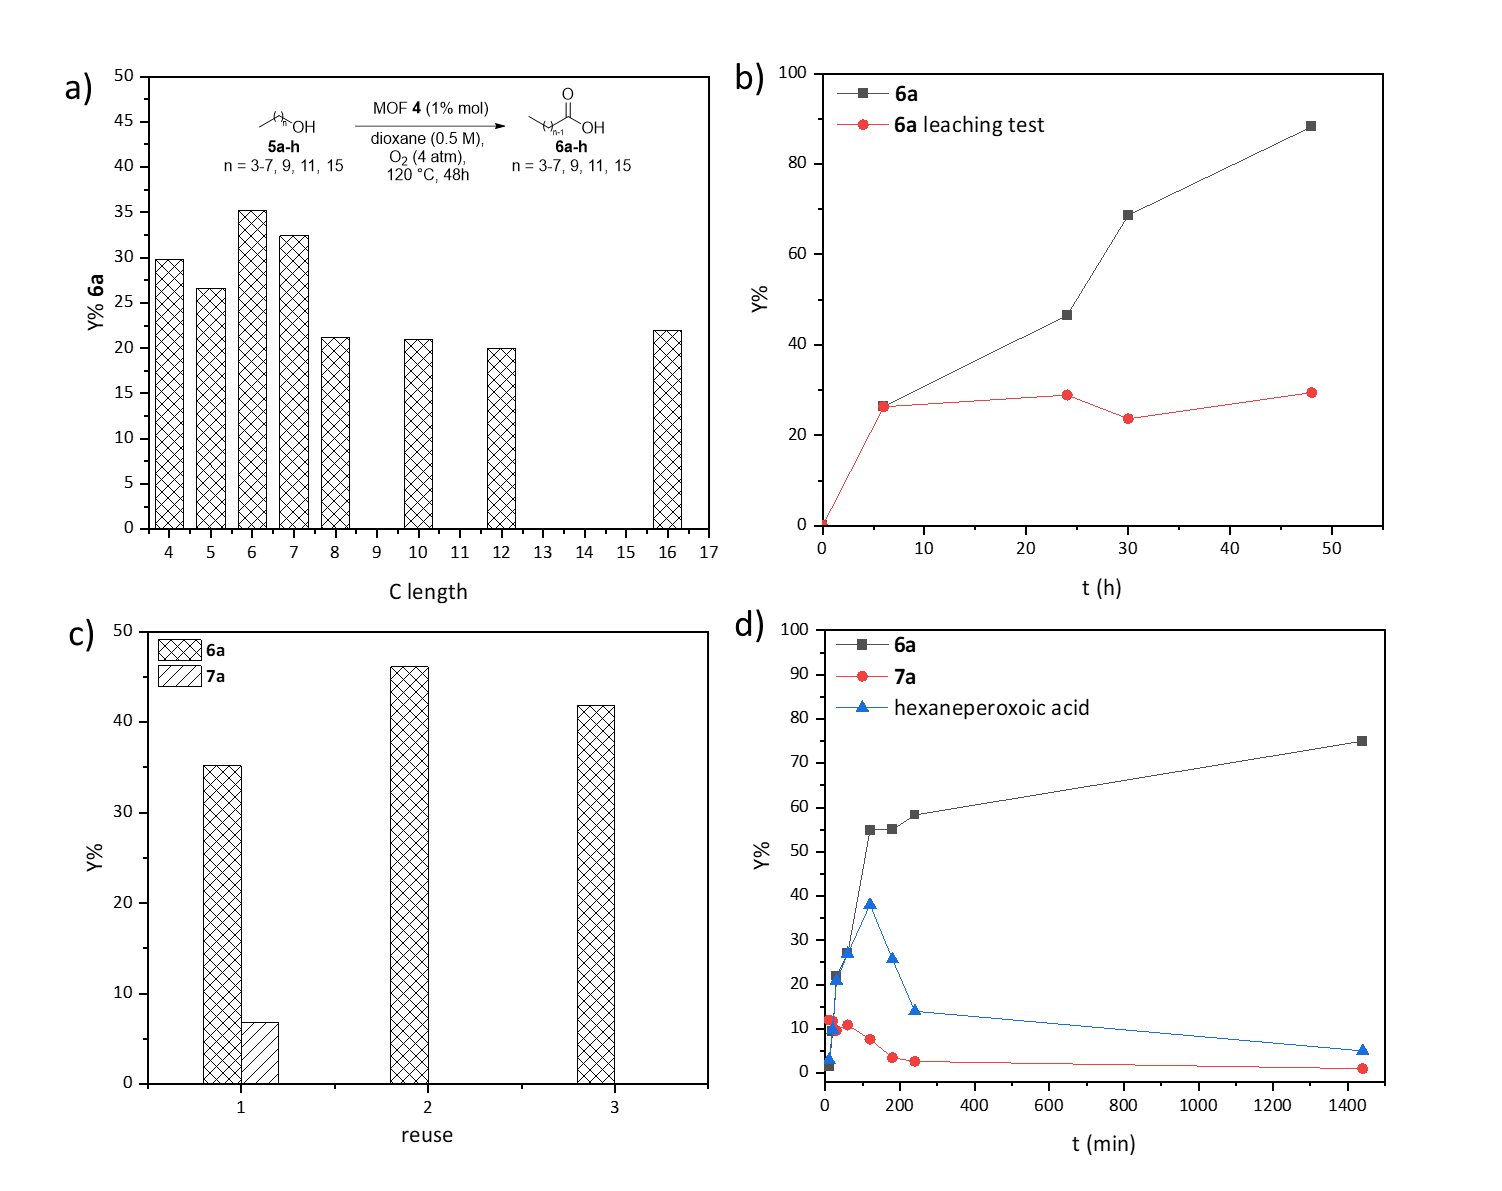 a)
50
45
40
35
30
25
20
15
10
5
0
Y% 6a
MOF 4 (1% mol)
dioxane (0.5 M),
O2 (4 atm),
120 °C, 48h
n
OH
5a-h
n = 3-7, 9, 11, 15
O
n-1
OH
6a-h
n = 3-7, 9, 11, 15
4 5 6 7 8 9 10 11 12 13 14 15 16 17
C length
b)
100
80
60
40
20
0
Y%
6a
6a leaching test
0 10 20 30 40 50
t (h)
c)
50
40
30
20
10
0
Y%
6a
7a
1 2 3
reuse
d)
100
90
80
70
60
50
40
30
20
10
0
Y%
6a
7a
hexaneperoxoic acid
0 200 400 600 800 1000 1200 1400
t (min)